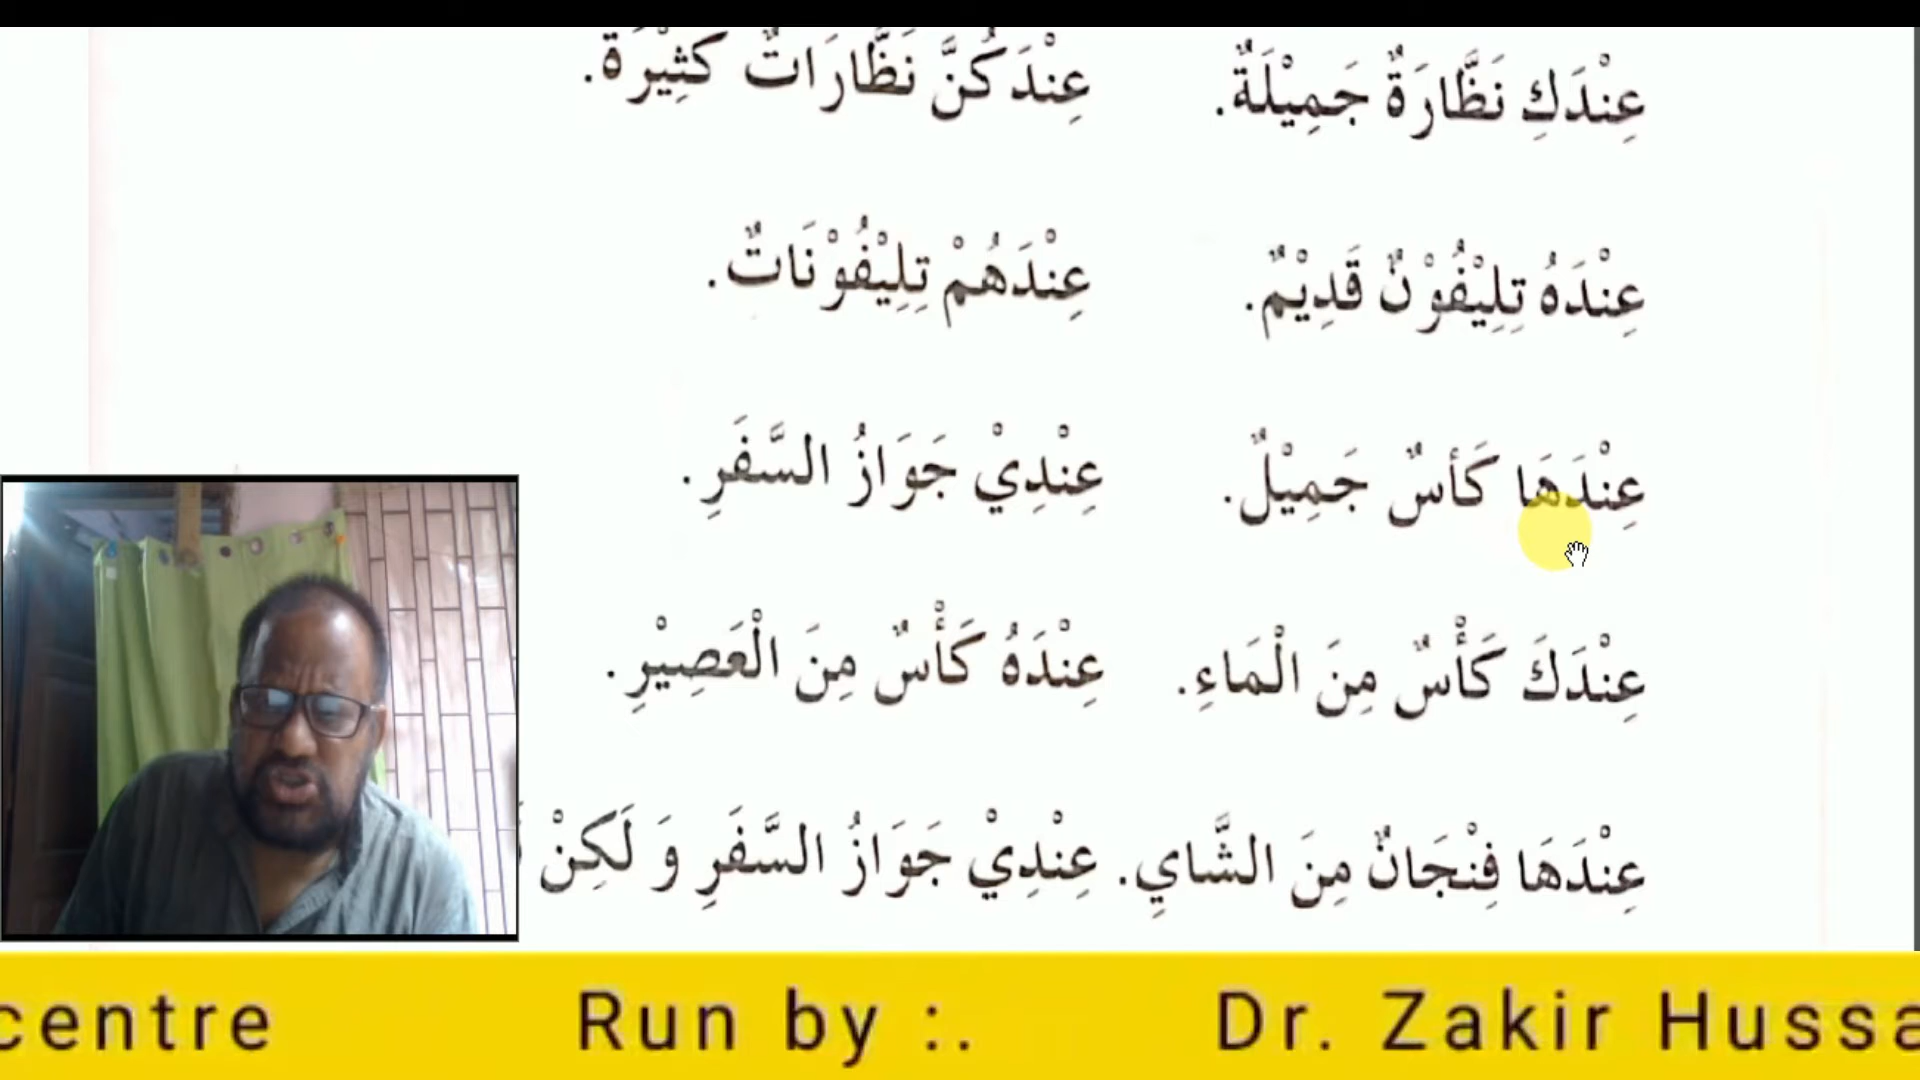 عِنْدَكِ نَظَّارَةٌ جَمِيْلَةٌ. عِنْدَكُنَّ نَظَّارَاتٌ كَثِيْرَةٌ.
عِنْدَهُ تِلِيْفُوْنٌ قَدِيْمٌ. عِنْدَهُمْ تِلِيْفُوْنَاتٌ.
عِنْدَهَا كَأسٌ جَمِيْلٌ. عِنْدِيْ جَوَازُ السَّفَرِ.
عِنْدَكَ كَأْسٌ مِنَ الْمَاءِ. عِنْدَهُ كَأْسٌ مِنَ الْعَصِيْرِ.
عِنْدَهَا فِنْجَانٌ مِنَ الشَّايِ. عِنْدِيْ جَوَازُ السَّفَرِ وَ لَكِنْ
centre Run by :. Dr. Zakir Hussa